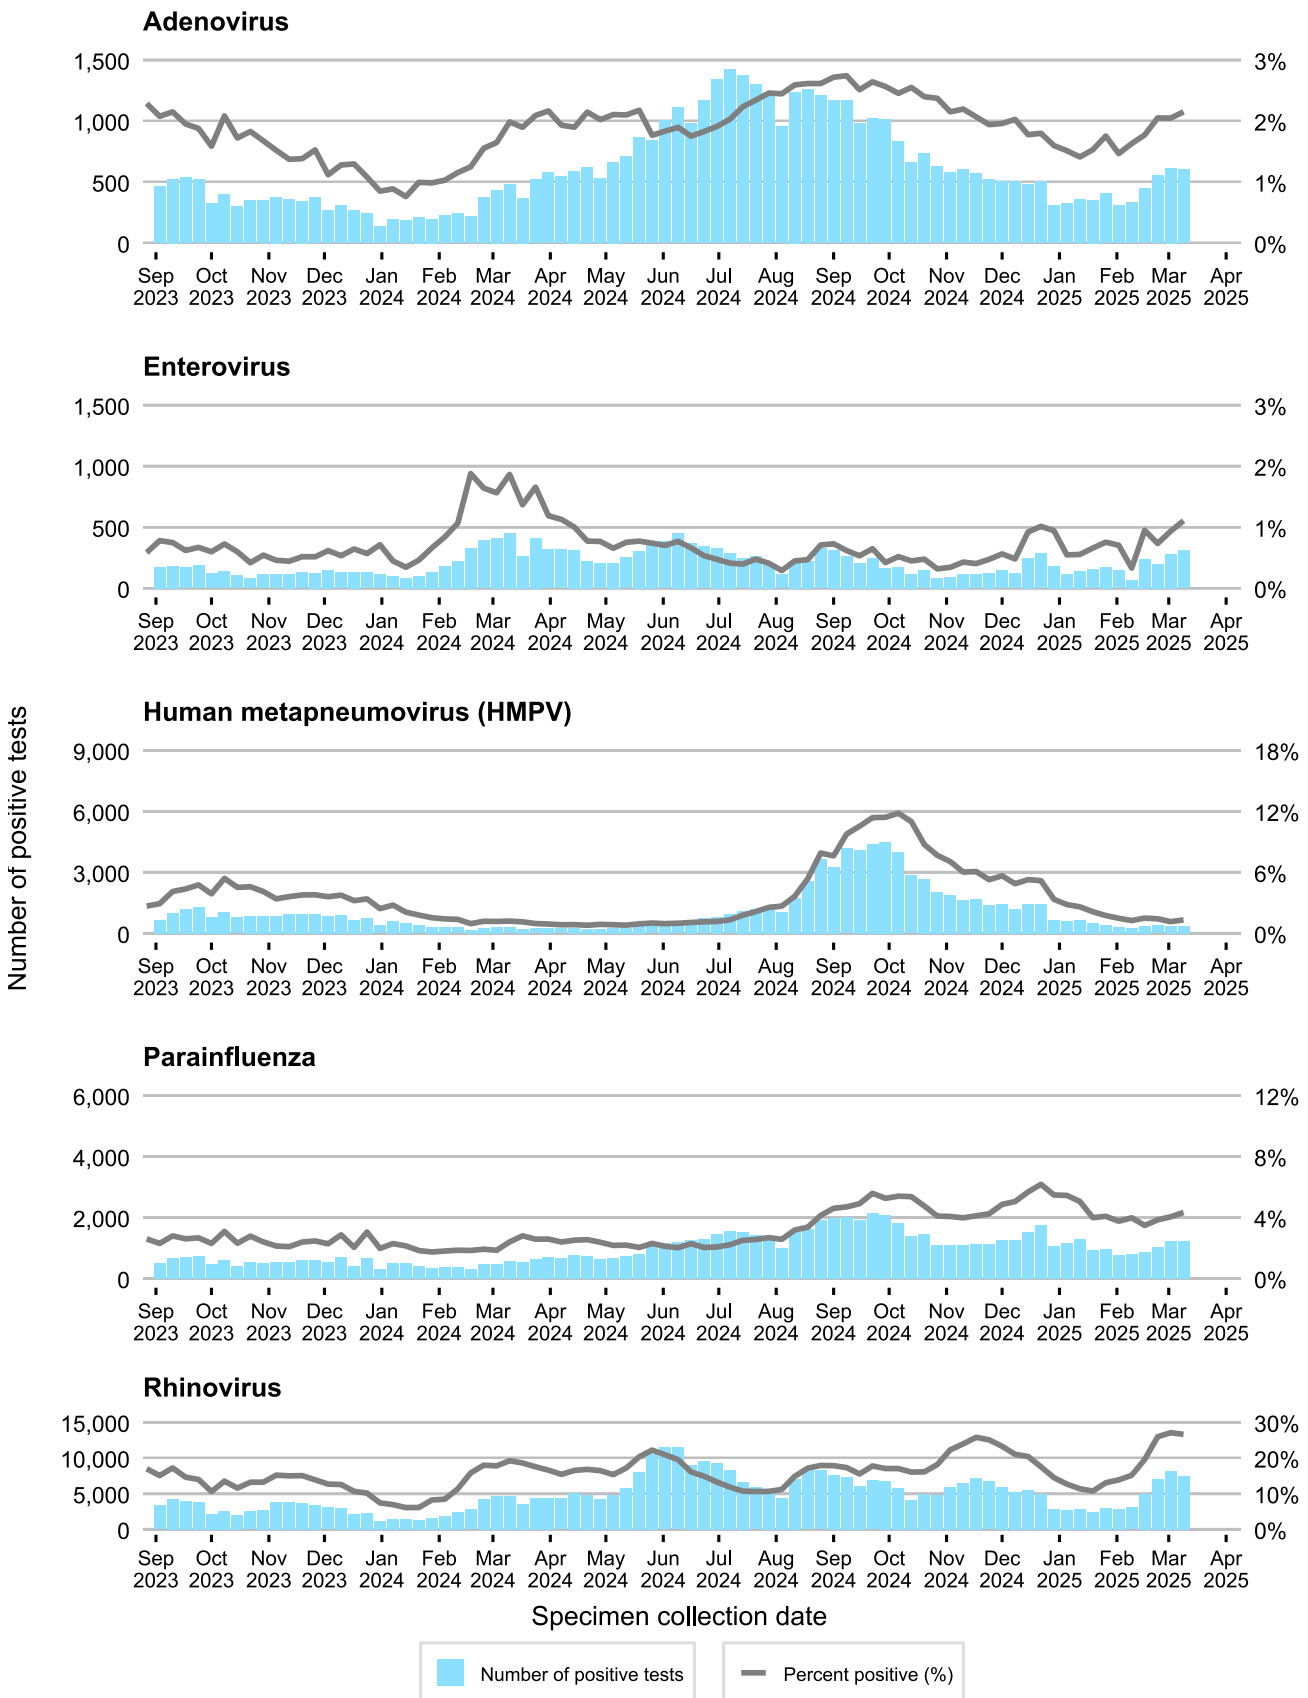 Adenovirus
1,500 3%
1,000 2%
500 1%
0 0%
Sep Oct Nov Dec Jan Feb Mar Apr May Jun Jul Aug Sep Oct Nov Dec Jan Feb Mar Apr
2023 2023 2023 2023 2024 2024 2024 2024 2024 2024 2024 2024 2024 2024 2024 2024 2025 2025 2025 2025
Enterovirus
1,500 3%
1,000 2%
500 1%
0 0%
Sep Oct Nov Dec Jan Feb Mar Apr May Jun Jul Aug Sep Oct Nov Dec Jan Feb Mar Apr
2023 2023 2023 2023 2024 2024 2024 2024 2024 2024 2024 2024 2024 2024 2024 2024 2025 2025 2025 2025
Number of positive tests
Human metapneumovirus (HMPV)
9,000 18%
6,000 12%
3,000 6%
0 0%
Sep Oct Nov Dec Jan Feb Mar Apr May Jun Jul Aug Sep Oct Nov Dec Jan Feb Mar Apr
2023 2023 2023 2023 2024 2024 2024 2024 2024 2024 2024 2024 2024 2024 2024 2024 2025 2025 2025 2025
Parainfluenza
6,000 12%
4,000 8%
2,000 4%
0 0%
Sep Oct Nov Dec Jan Feb Mar Apr May Jun Jul Aug Sep Oct Nov Dec Jan Feb Mar Apr
2023 2023 2023 2023 2024 2024 2024 2024 2024 2024 2024 2024 2024 2024 2024 2024 2025 2025 2025 2025
Rhinovirus
15,000 30%
10,000 20%
5,000 10%
0 0%
Sep Oct Nov Dec Jan Feb Mar Apr May Jun Jul Aug Sep Oct Nov Dec Jan Feb Mar Apr
2023 2023 2023 2023 2024 2024 2024 2024 2024 2024 2024 2024 2024 2024 2024 2024 2025 2025 2025 2025
Specimen collection date
Number of positive tests Percent positive (%)